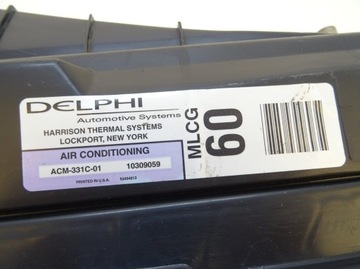 DELPHI
Automotive Systems
HARRISON THERMAL SYSTEMS
LOCKPORT, NEW YORK
AIR CONDITIONING
ACM-331C-01 10309059
PRINTED IN U.S.A.
MLCG
60